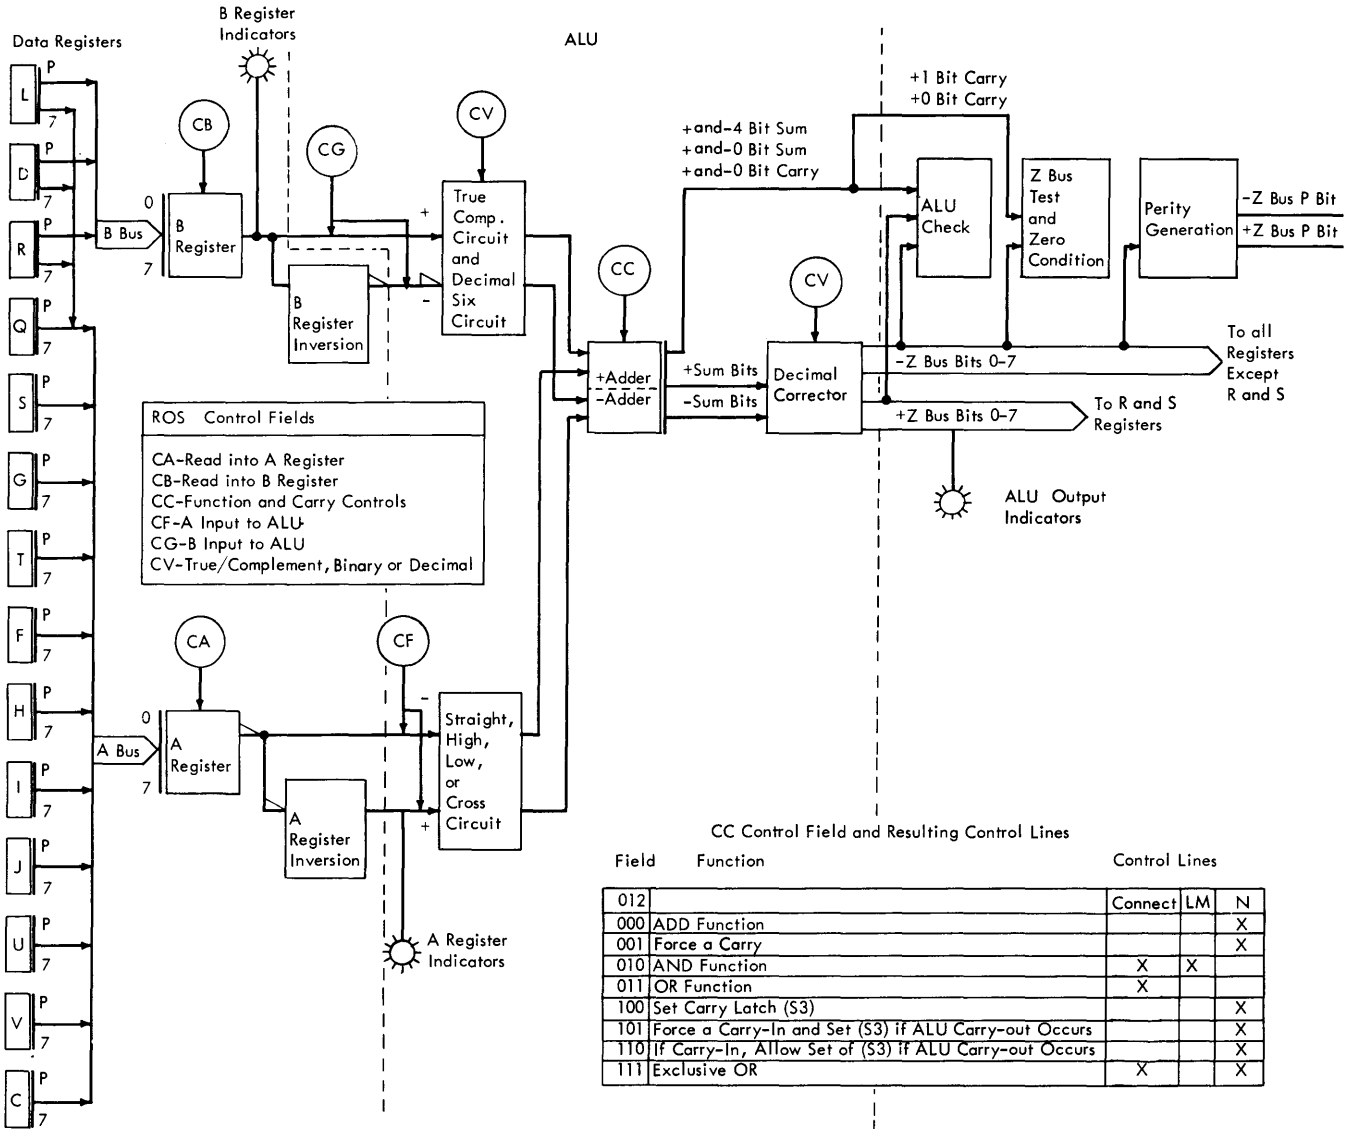 Data Registers
B Register
Indicators
ALU
L
P
7
D
P
7
R
P
7
Q
P
7
S
P
7
G
P
7
T
P
7
F
P
7
H
P
7
I
P
7
J
P
7
U
P
7
V
P
7
C
P
7
B Bus
0
7
CB
B
Register
CG
B
Register
Inversion
CV
+
-
True
Comp.
Circuit
and
Decimal
Six
Circuit
ROS Control Fields
CA-Read into A Register
CB-Read into B Register
CC-Function and Carry Controls
CF-A Input to ALU
CG-B Input to ALU
CV-True/Complement, Binary or Decimal
A Bus
0
7
CA
A
Register
A
Register
Inversion
CF
-
+
Straight,
High,
Low,
or
Cross
Circuit
A Register
Indicators
CC
+Adder
-Adder
+and-4 Bit Sum
+and-0 Bit Sum
+and-0 Bit Carry
+Sum Bits
-Sum Bits
CV
Decimal
Corrector
+1 Bit Carry
+0 Bit Carry
ALU
Check
Z Bus
Test
and
Zero
Condition
Perity
Generation
-Z Bus P Bit
+Z Bus P Bit
-Z Bus Bits 0-7
To all
Registers
Except
R and S
+Z Bus Bits 0-7
To R and S
Registers
ALU Output
Indicators
CC Control Field and Resulting Control Lines
Field Function Control Lines
012 Connect LM N
000 ADD Function X
001 Force a Carry X
010 AND Function X X
011 OR Function X
100 Set Carry Latch (S3) X
101 Force a Carry-In and Set (S3) if ALU Carry-out Occurs X
110 If Carry-In, Allow Set of (S3) if ALU Carry-out Occurs X
111 Exclusive OR X X